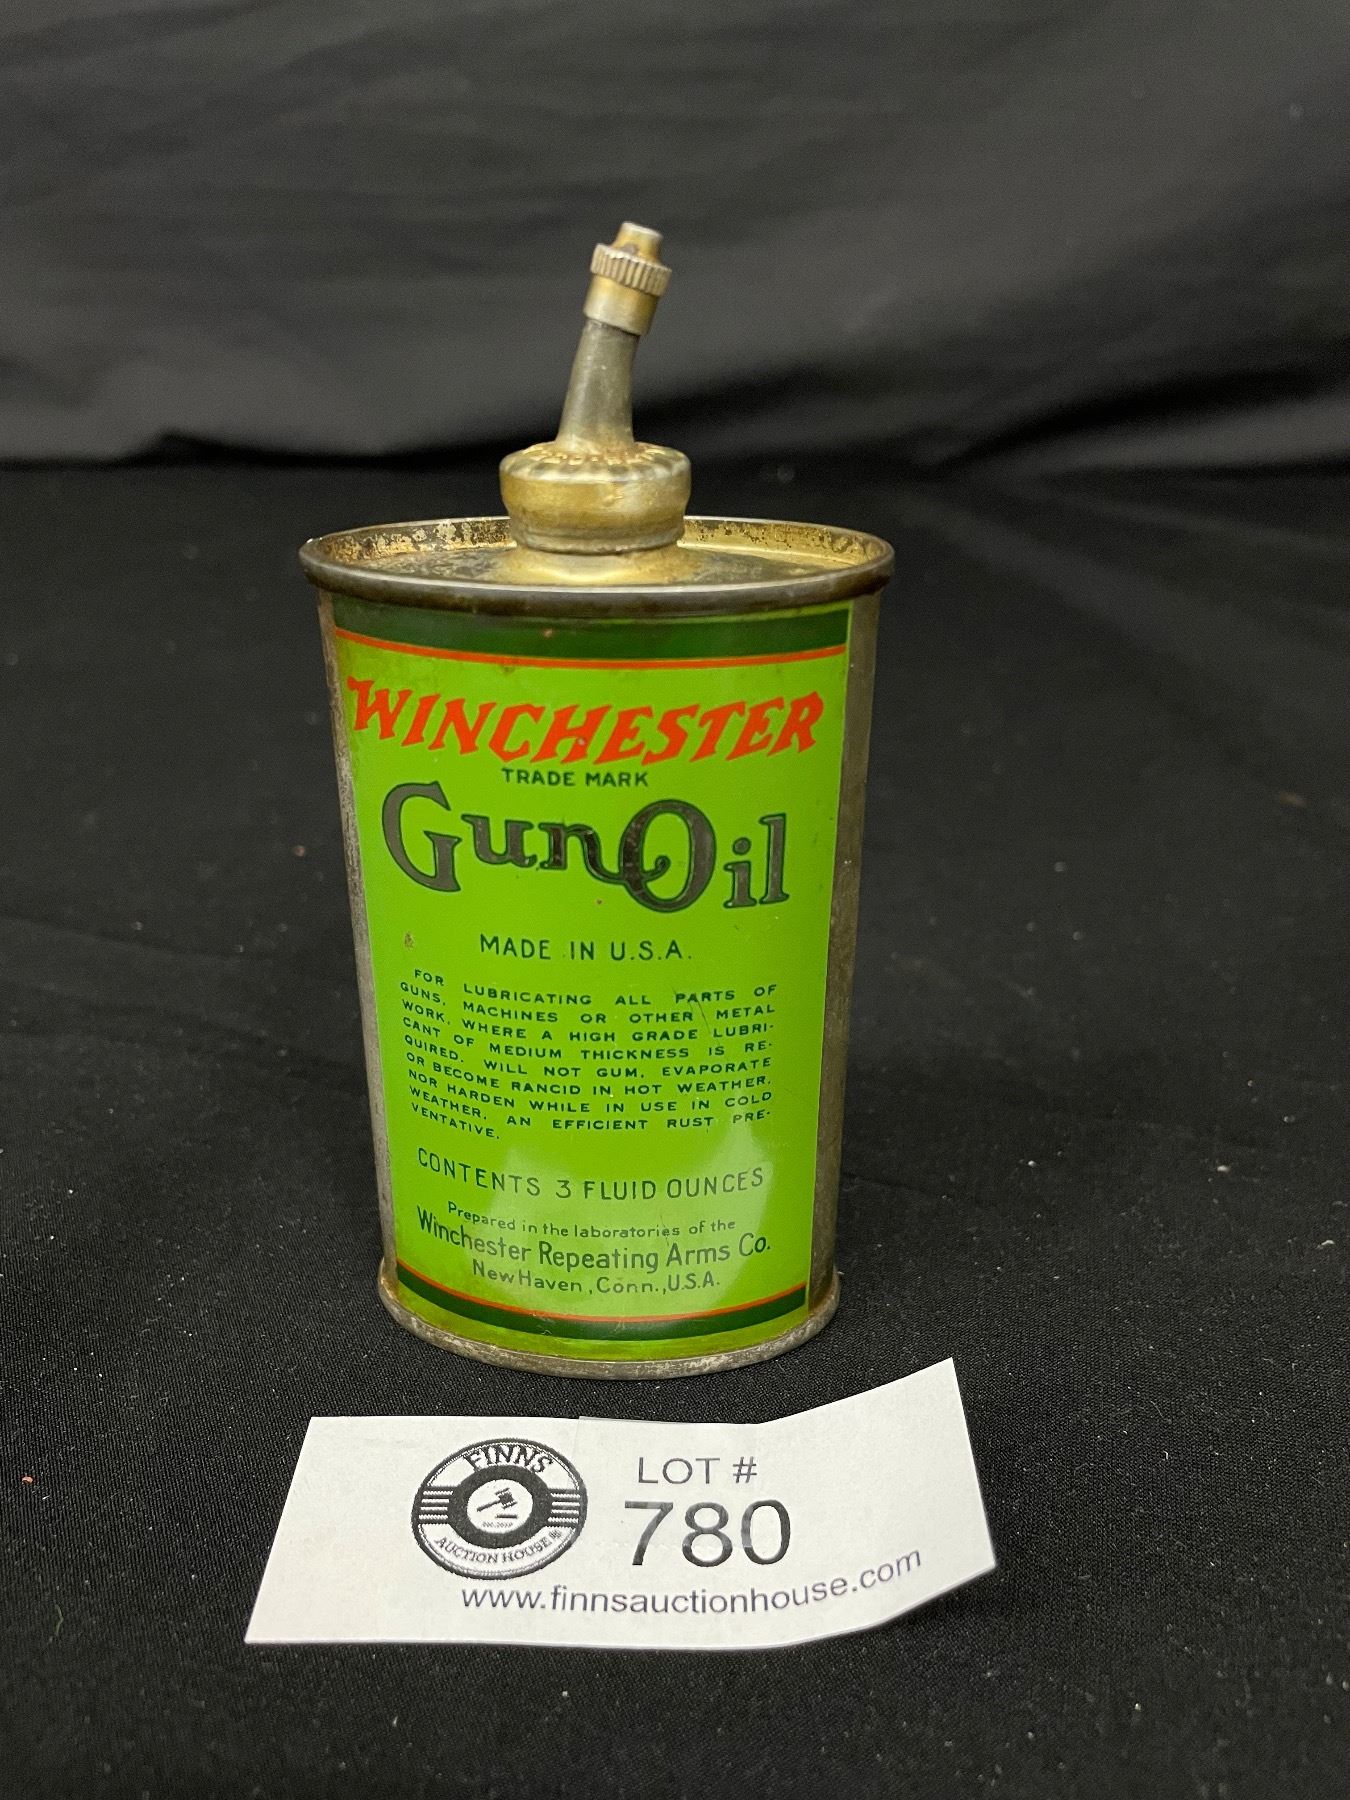 WINCHESTER
TRADE MARK
Gun Oil
MADE IN U.S.A.
FOR LUBRICATING ALL PARTS OF
GUNS, MACHINES OR OTHER METAL
WORK, WHERE A HIGH GRADE LUBRI-
CANT OF MEDIUM THICKNESS IS RE-
QUIRED. WILL NOT GUM, EVAPORATE
OR BECOME RANCID IN HOT WEATHER,
NOR HARDEN WHILE IN USE IN COLD
WEATHER. AN EFFICIENT RUST PRE-
VENTATIVE.
CONTENTS 3 FLUID OUNCES
Prepared in the laboratories of the
Winchester Repeating Arms Co.
New Haven, Conn., U.S.A.
FINNS
AUCTION HOUSE
LOT #
780
www.finnsauctionhouse.com